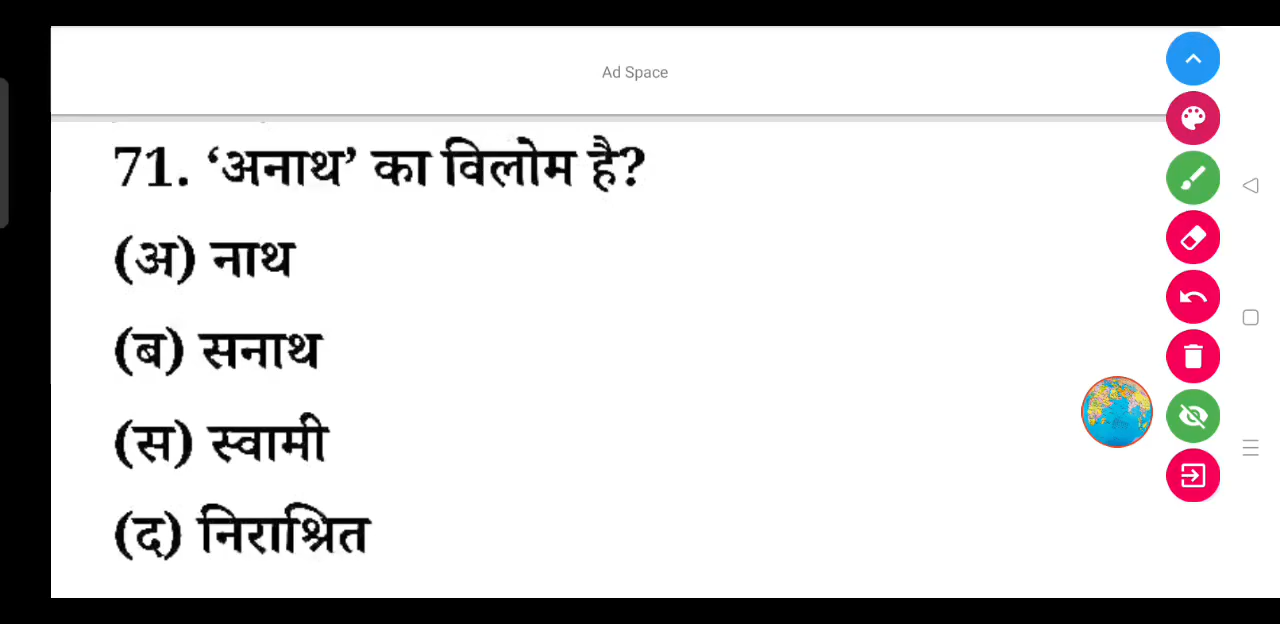 Ad Space
71. ‘अनाथ’ का विलोम है?
(अ) नाथ
(ब) सनाथ
(स) स्वामी
(द) निराश्रित